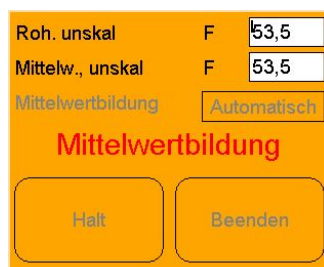 Roh. unskal F 53,5
Mittelw., unskal F 53,5
Mittelwertbildung Automatisch
Mittelwertbildung
Halt Beenden